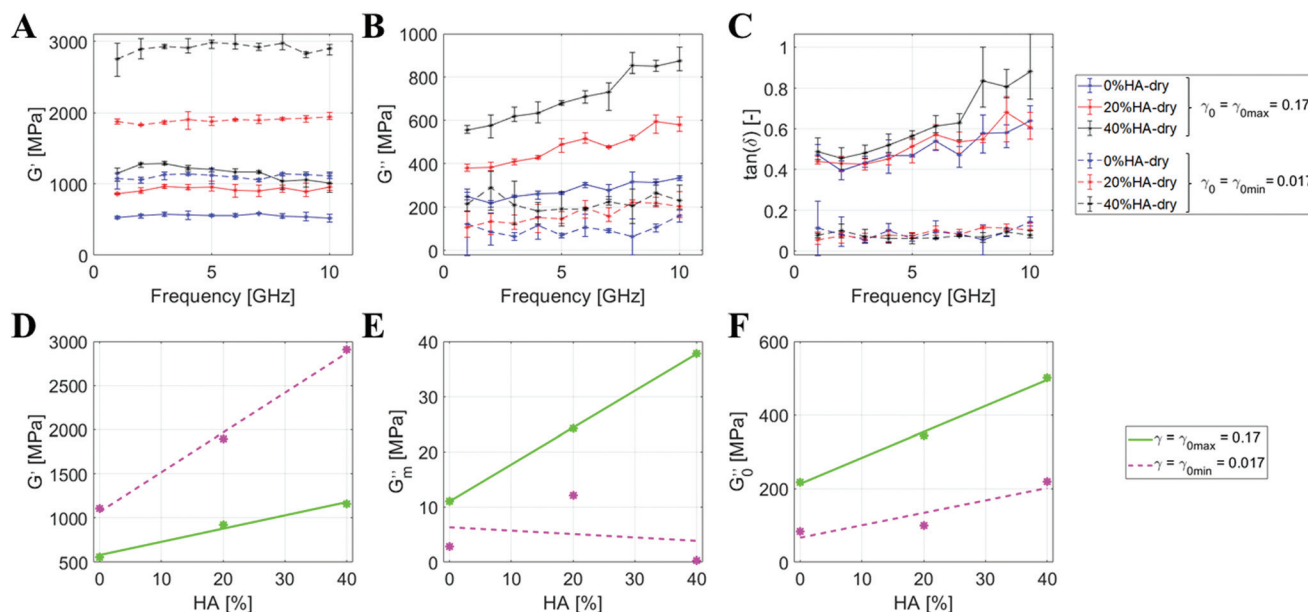 A
B
C
3000
2000
1000
0
G' [MPa]
0
5
10
Frequency [GHz]
1000
800
600
400
200
0
G'' [MPa]
0
5
10
Frequency [GHz]
1
0.8
0.6
0.4
0.2
0
tan(δ) [-]
0
5
10
Frequency [GHz]
0%HA-dry
20%HA-dry
40%HA-dry
γ₀ = γ₀max = 0.17
0%HA-dry
20%HA-dry
40%HA-dry
γ₀ = γ₀min = 0.017
D
E
F
3000
2500
2000
1500
1000
500
G' [MPa]
0
10
20
30
40
HA [%]
40
30
20
10
0
G''m [MPa]
0
10
20
30
40
HA [%]
600
400
200
0
G''0 [MPa]
0
10
20
30
40
HA [%]
γ = γ₀max = 0.17
γ = γ₀min = 0.017